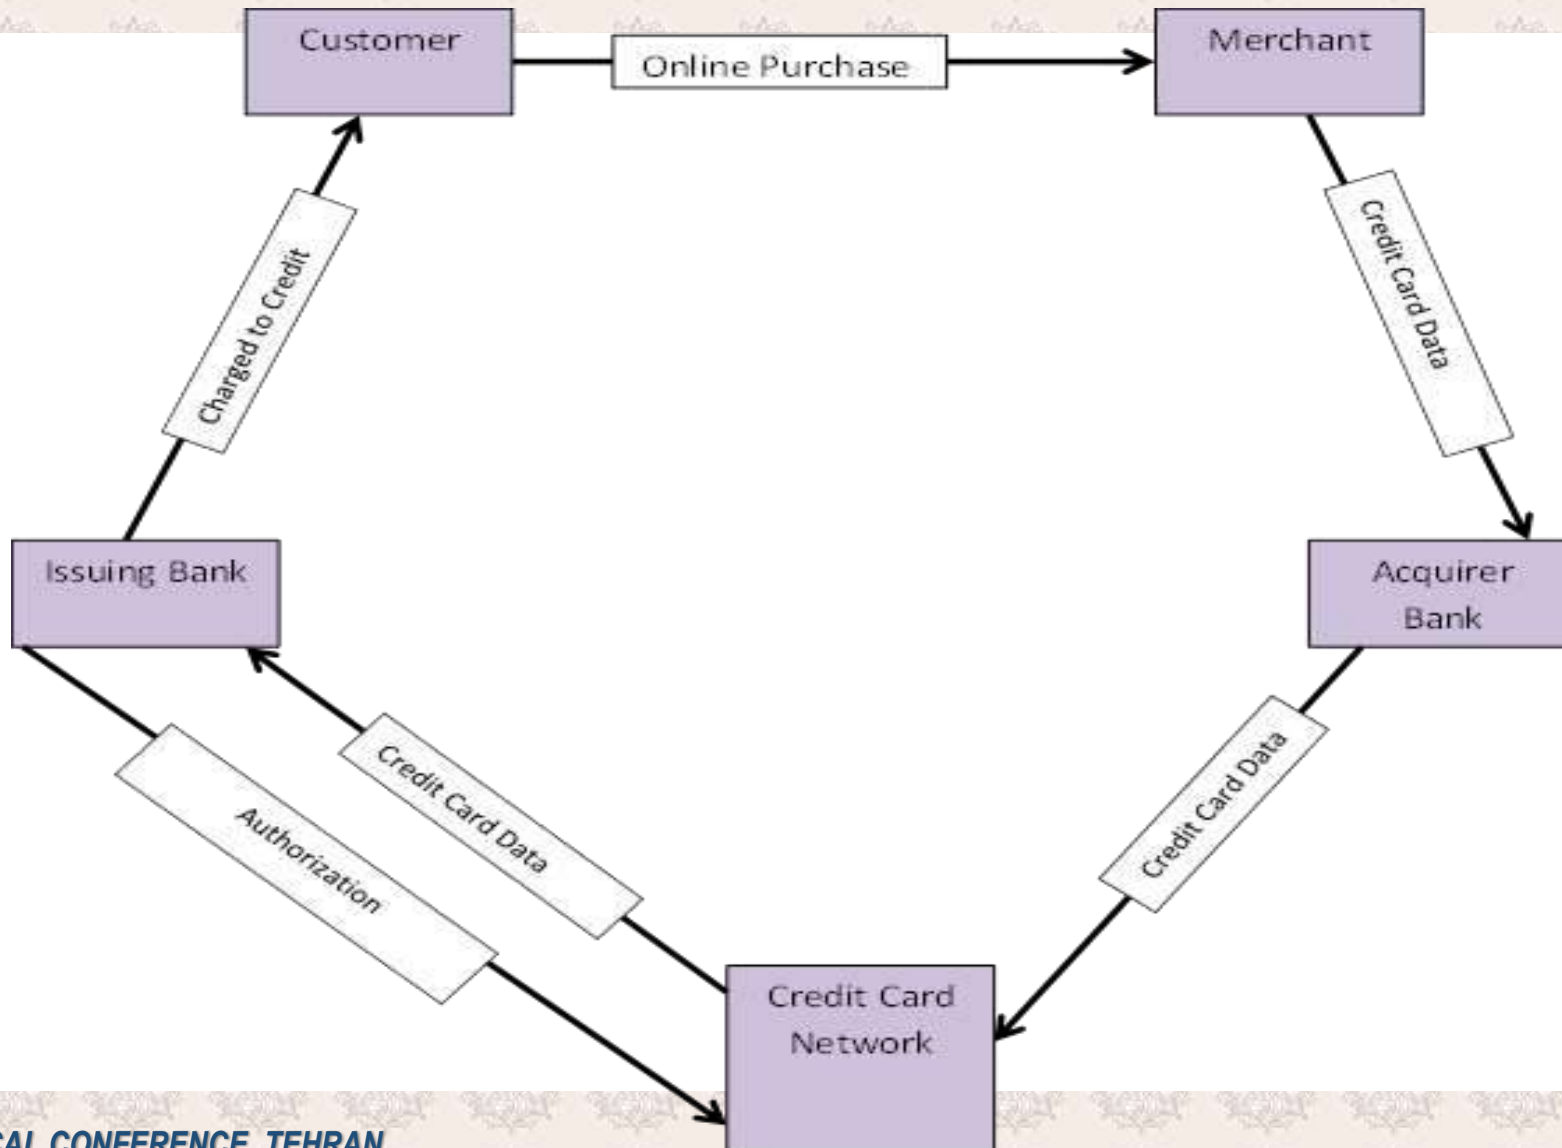 Customer
Online Purchase
Merchant
Credit Card Data
Charged to Credit
Issuing Bank
Acquirer
Bank
Credit Card Data
Credit Card Data
Authorization
Credit Card
Network
CAL CONFERENCE, TEHRAN